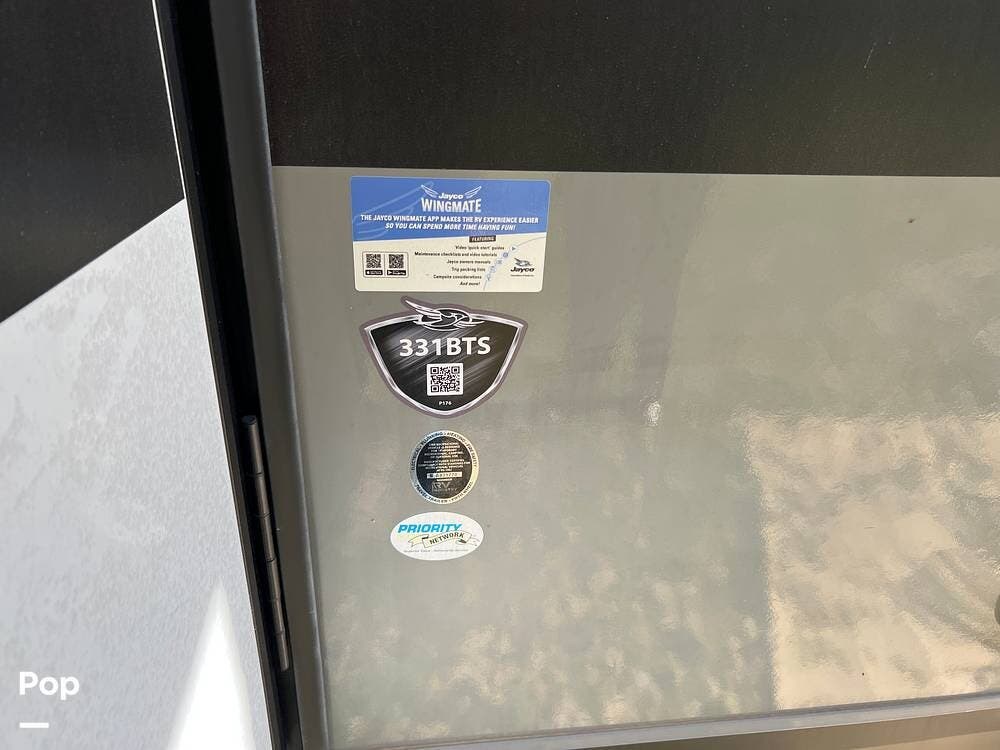 Jayco
WINGMATE
THE JAYCO WINGMATE APP MAKES THE RV EXPERIENCE EASIER
SO YOU CAN SPEND MORE TIME HAVING FUN!
FEATURING
Video 'quick start' guides
Maintenance checklists and video tutorials
Jayco owners manuals
Trip packing lists
Campsite considerations
And more!
Jayco
331BTS
P176
RV
PRIORITY
NETWORK
Pop